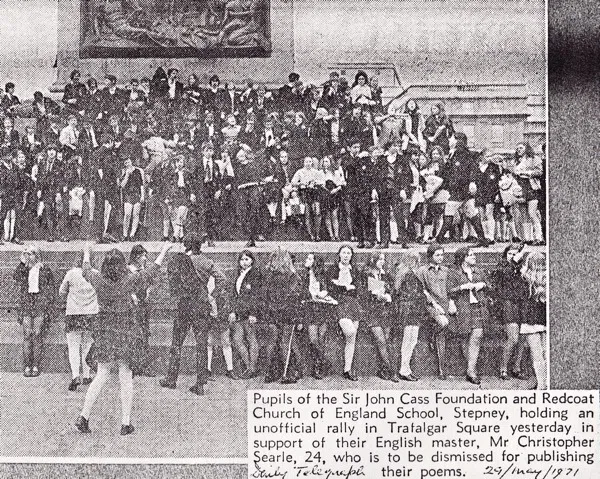 Pupils of the Sir John Cass Foundation and Redcoat
Church of England School, Stepney, holding an
unofficial rally in Trafalgar Square yesterday in
support of their English master, Mr Christopher
Searle, 24, who is to be dismissed for publishing
Daily Telegraph their poems. 29/may/1971